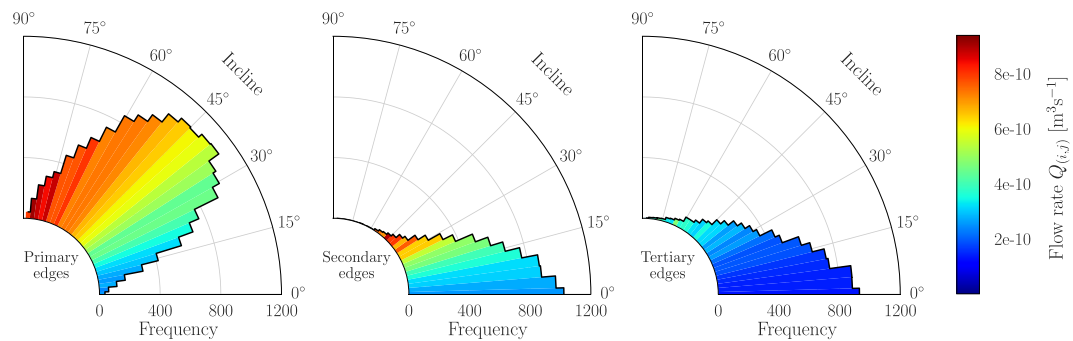 90°
75°
60°
Incline
45°
30°
15°
0°
Primary
edges
0 400 800 1200
Frequency
90°
75°
60°
Incline
45°
30°
15°
0°
Secondary
edges
0 400 800 1200
Frequency
90°
75°
60°
Incline
45°
30°
15°
0°
Tertiary
edges
0 400 800 1200
Frequency
8e-10
6e-10
4e-10
2e-10
Flow rate Q(i,j) [m³s⁻¹]